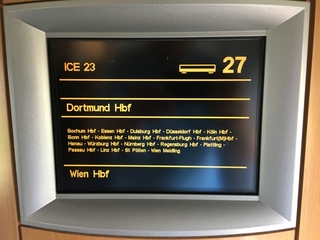 ICE 23 27
Dortmund Hbf
Bochum Hbf - Essen Hbf - Duisburg Hbf - Düsseldorf Hbf - Köln Hbf -
Bonn Hbf - Koblenz Hbf - Mainz Hbf - Frankfurt-Flugh - Frankfurt(M)Hbf -
Hanau - Würzburg Hbf - Nürnberg Hbf - Regensburg Hbf - Plattling -
Passau Hbf - Linz Hbf - St Pölten - Wien Meidling
Wien Hbf